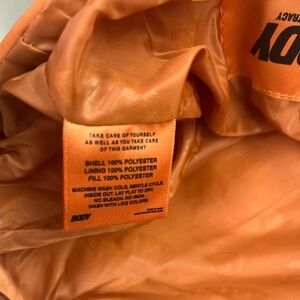 BODY
TAKE CARE OF YOURSELF
AS WELL AS YOU TAKE CARE
OF THIS GARMENT.
SHELL 100% POLYESTER
LINING 100% POLYESTER
FILL 100% POLYESTER
MACHINE WASH COLD, GENTLE CYCLE.
INSIDE OUT. LAY FLAT TO DRY.
NO BLEACH. NO IRON.
WASH WITH LIKE COLORS.
BODY